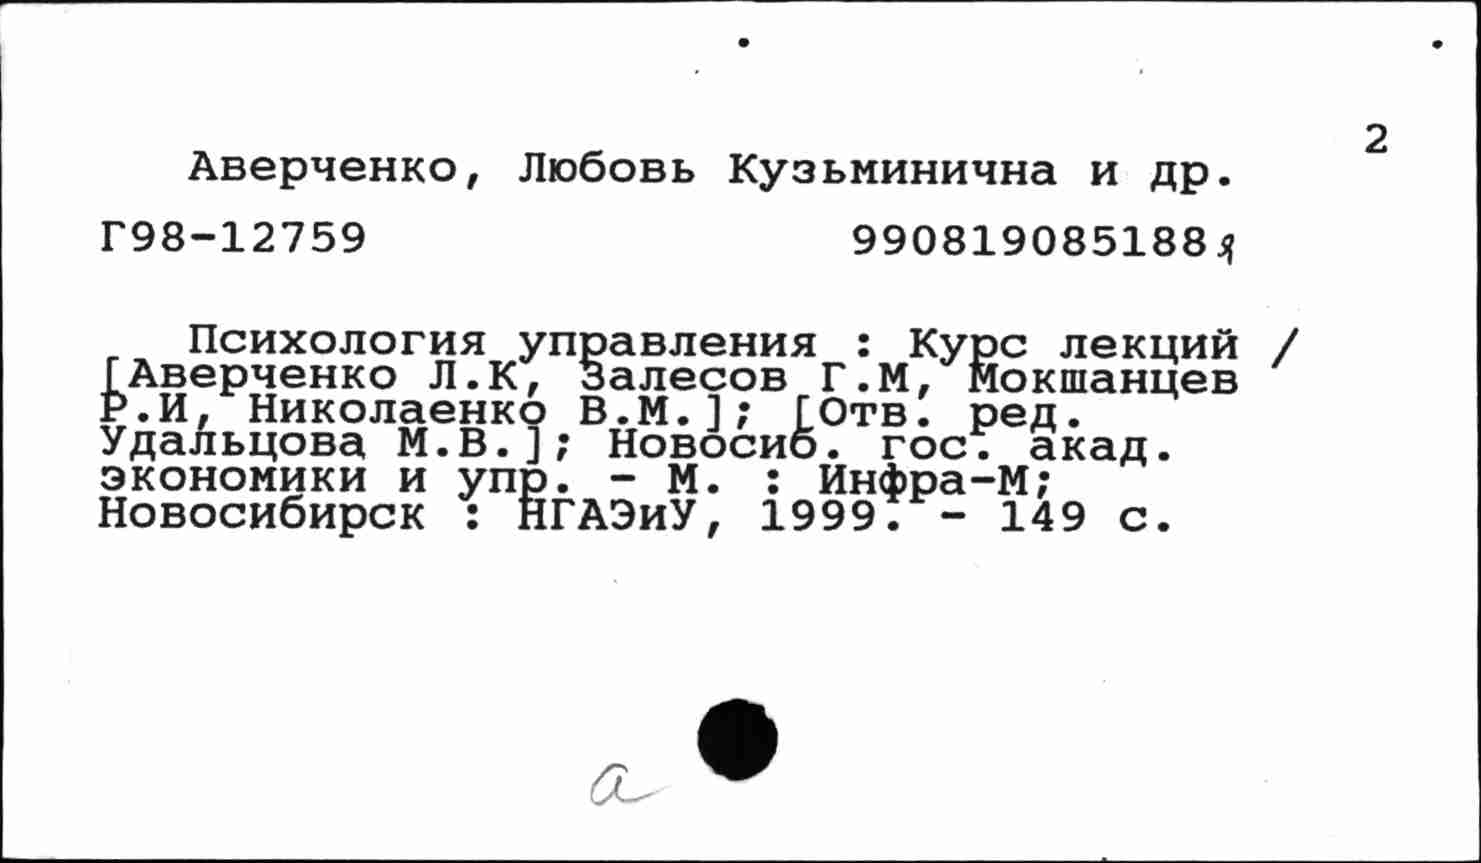 2
Аверченко, Любовь Кузьминична и др.
Г98-12759 990819085188я
Психология управления : Курс лекций /
[Аверченко Л.К, Залесов Г.М, Мокшанцев
Р.И, Николаенко В.М.]; [Отв. ред.
Удальцова М.В.]; Новосиб. гос. акад.
экономики и упр. - М. : Инфра-М;
Новосибирск : НГАЭиУ, 1999. - 149 с.
а